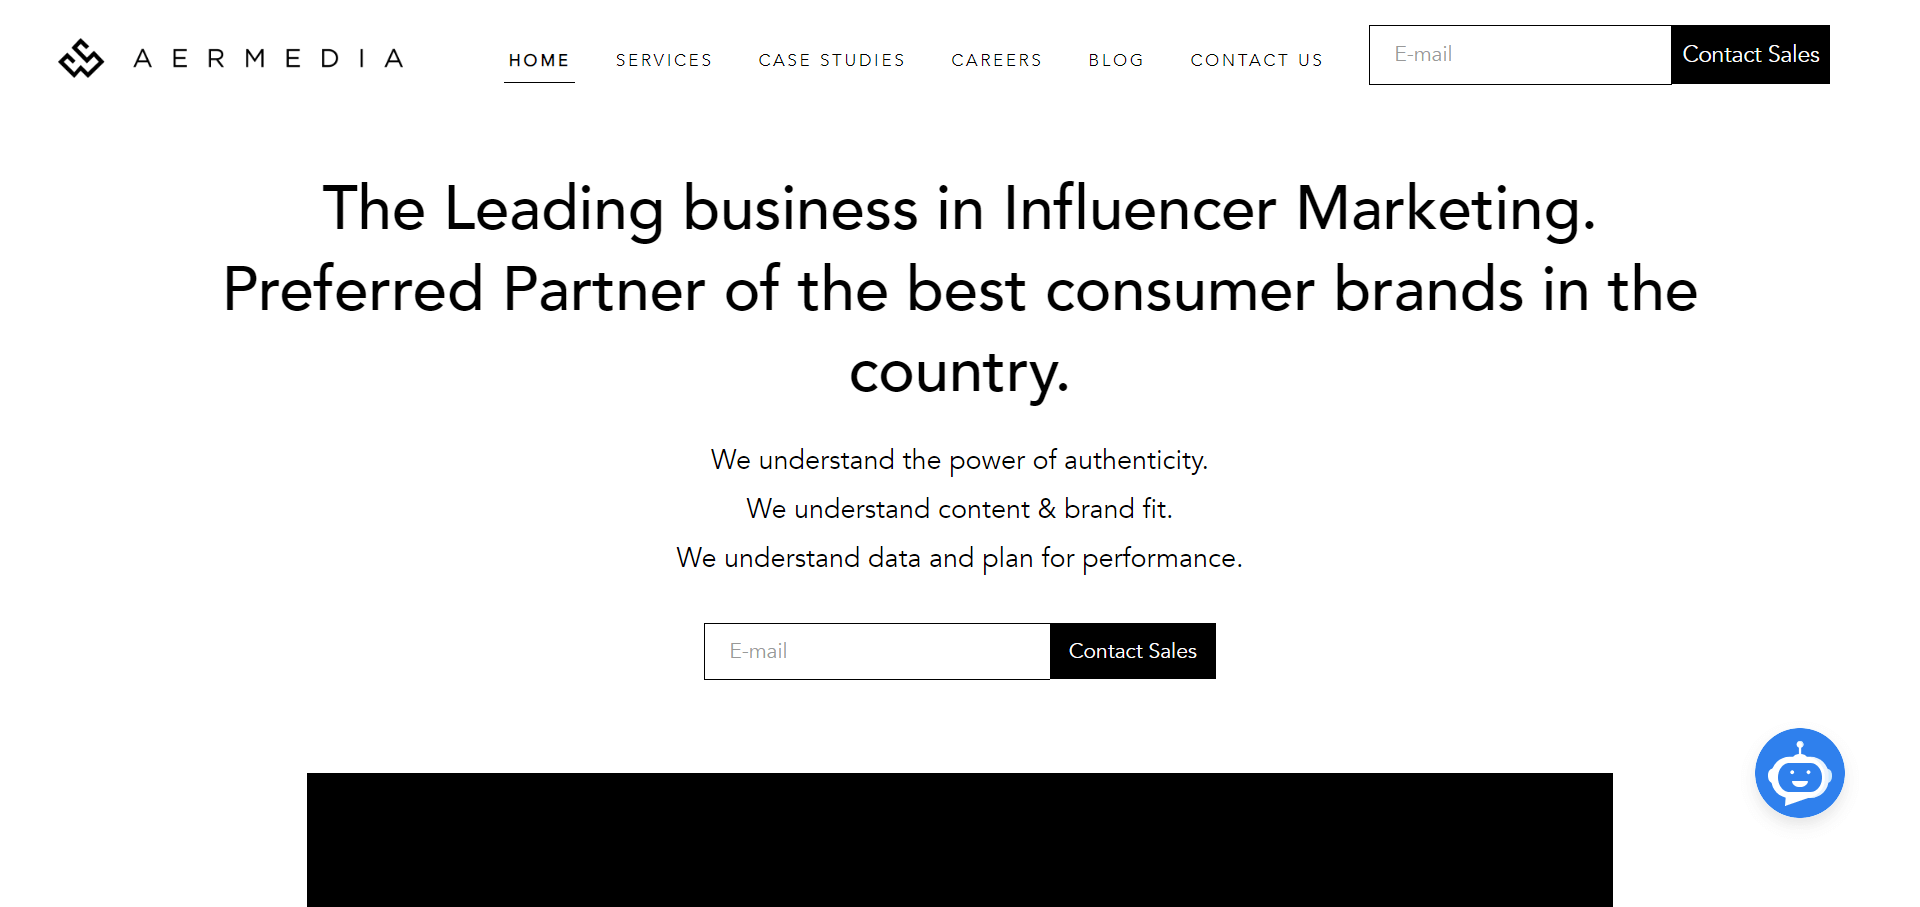 AERMEDIA
HOME SERVICES CASE STUDIES CAREERS BLOG CONTACT US
E-mail Contact Sales
The Leading business in Influencer Marketing.
Preferred Partner of the best consumer brands in the
country.
We understand the power of authenticity.
We understand content & brand fit.
We understand data and plan for performance.
E-mail Contact Sales